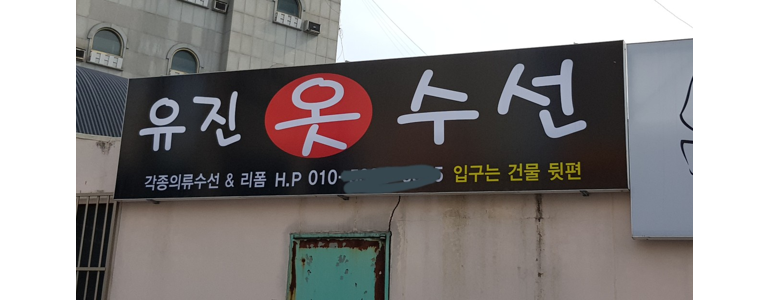 유진 옷 수선
각종의류수선 & 리폼 H.P 010- 입구는 건물 뒷편